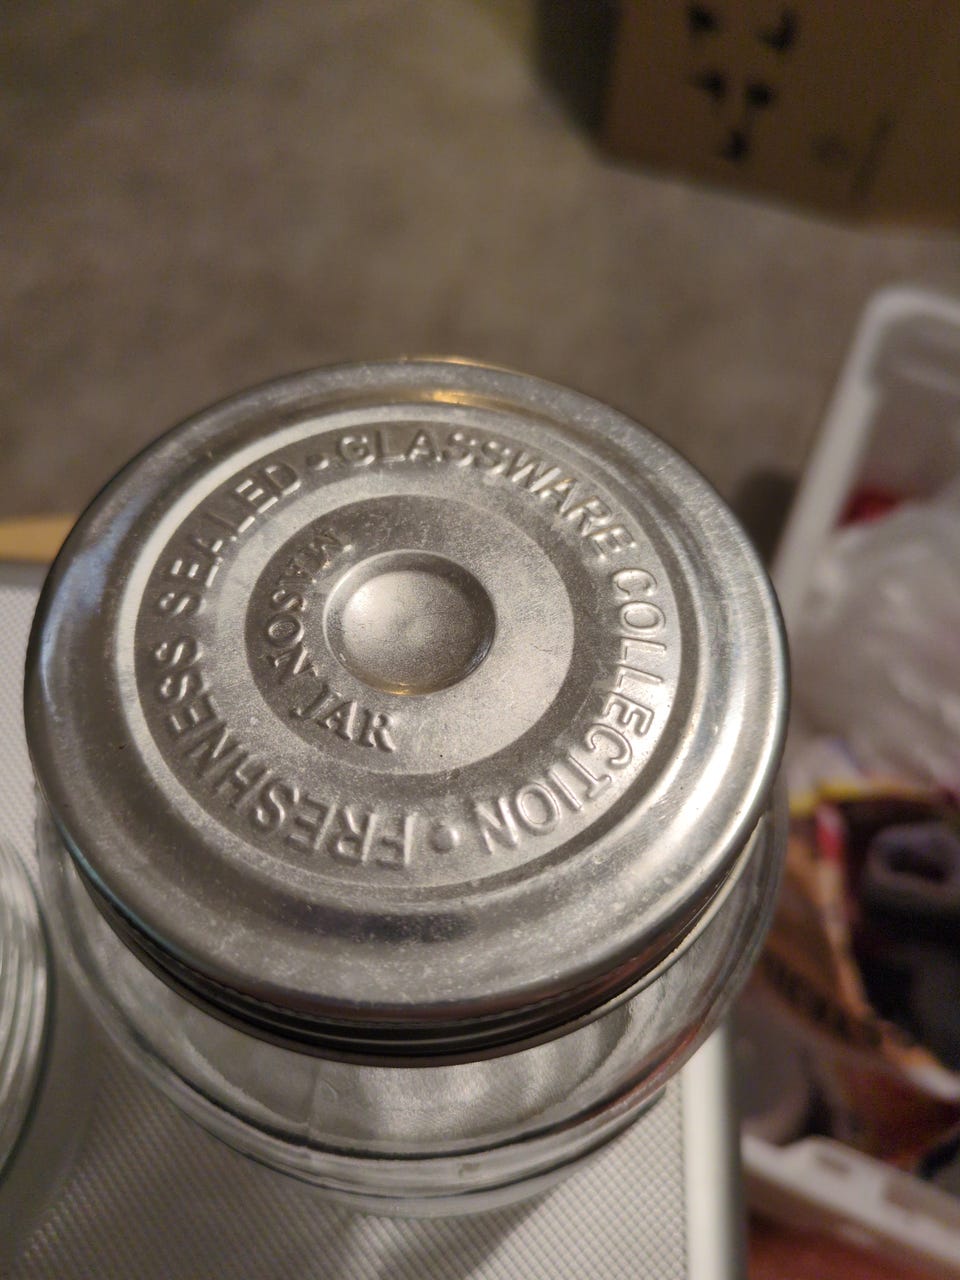 GLASSWARE COLLECTION • FRESHNESS SEALED •
MASON JAR